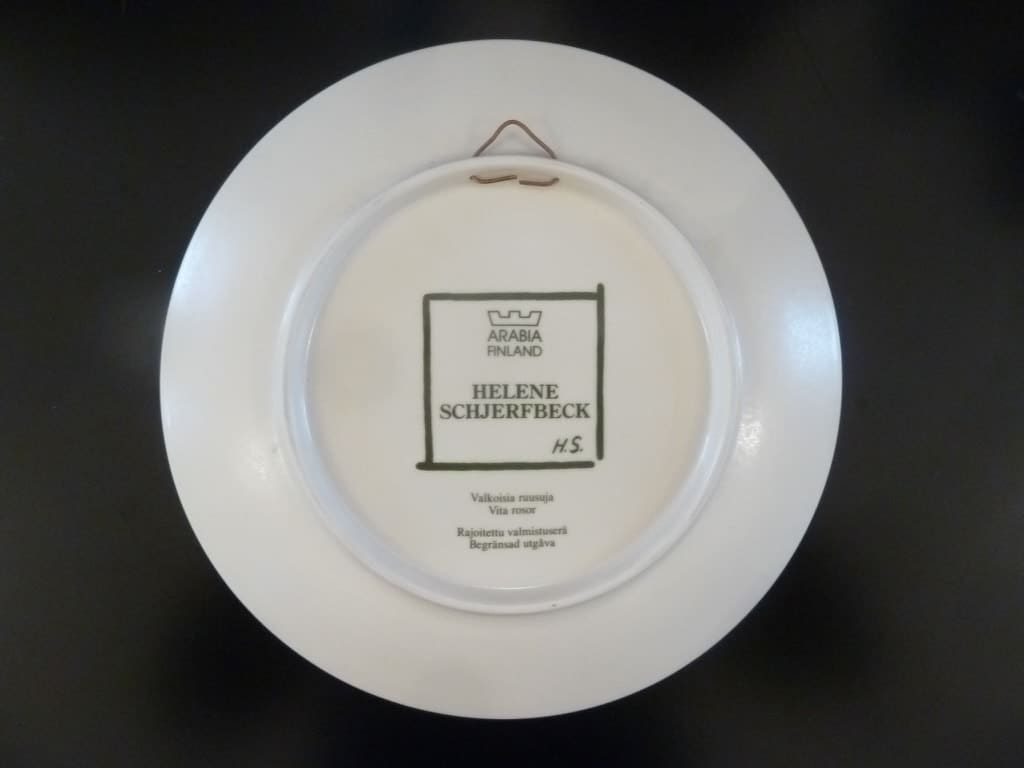 ARABIA
FINLAND
HELENE
SCHJERFBECK
H.S.
Valkoisia ruusuja
Vita rosor
Rajoitettu valmistuserä
Begränsad utgåva